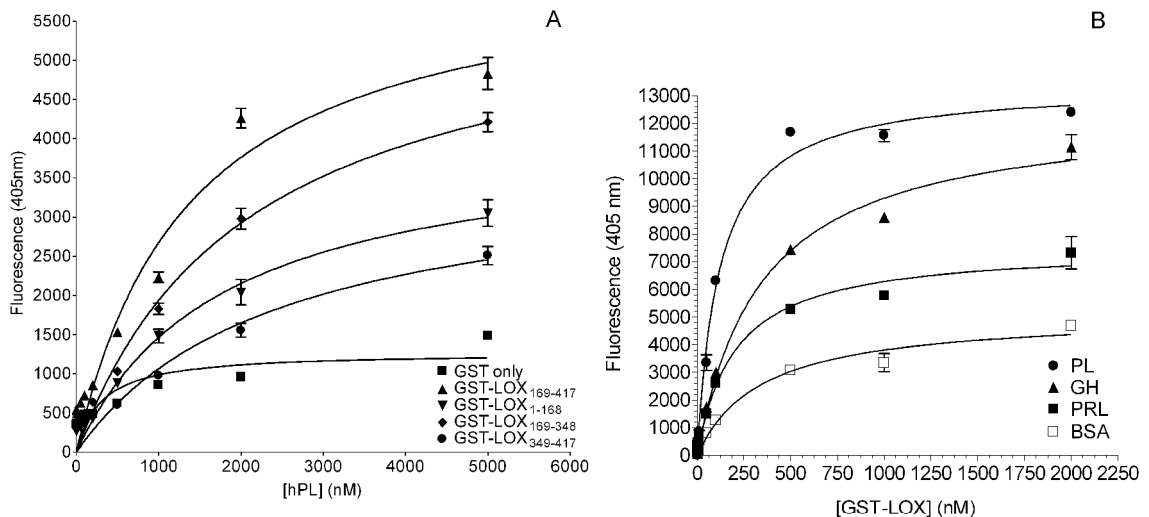 A
5500
5000
4500
4000
3500
3000
2500
2000
1500
1000
500
0
Fluorescence (405nm)
0 1000 2000 3000 4000 5000 6000
[hPL] (nM)
GST only
GST-LOX169-417
GST-LOX1-168
GST-LOX169-348
GST-LOX349-417
B
13000
12000
11000
10000
9000
8000
7000
6000
5000
4000
3000
2000
1000
0
Fluorescence (405 nm)
0 250 500 750 1000 1250 1500 1750 2000 2250
[GST-LOX] (nM)
PL
GH
PRL
BSA